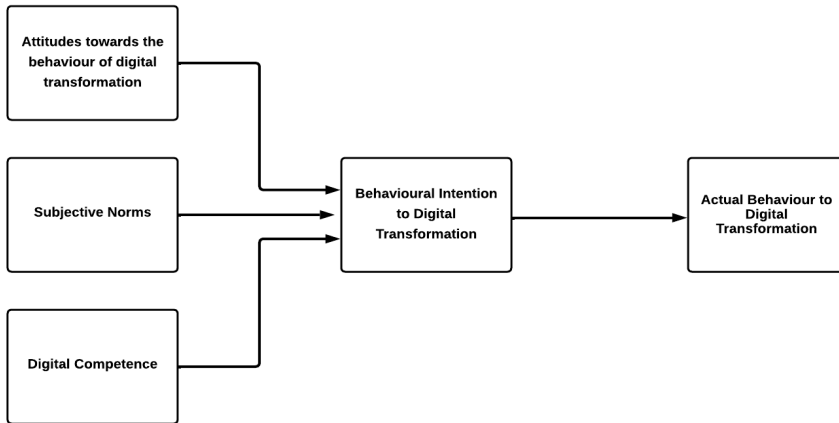 Attitudes towards the
behaviour of digital
transformation
Subjective Norms
Digital Competence
Behavioural Intention
to Digital
Transformation
Actual Behaviour to
Digital
Transformation